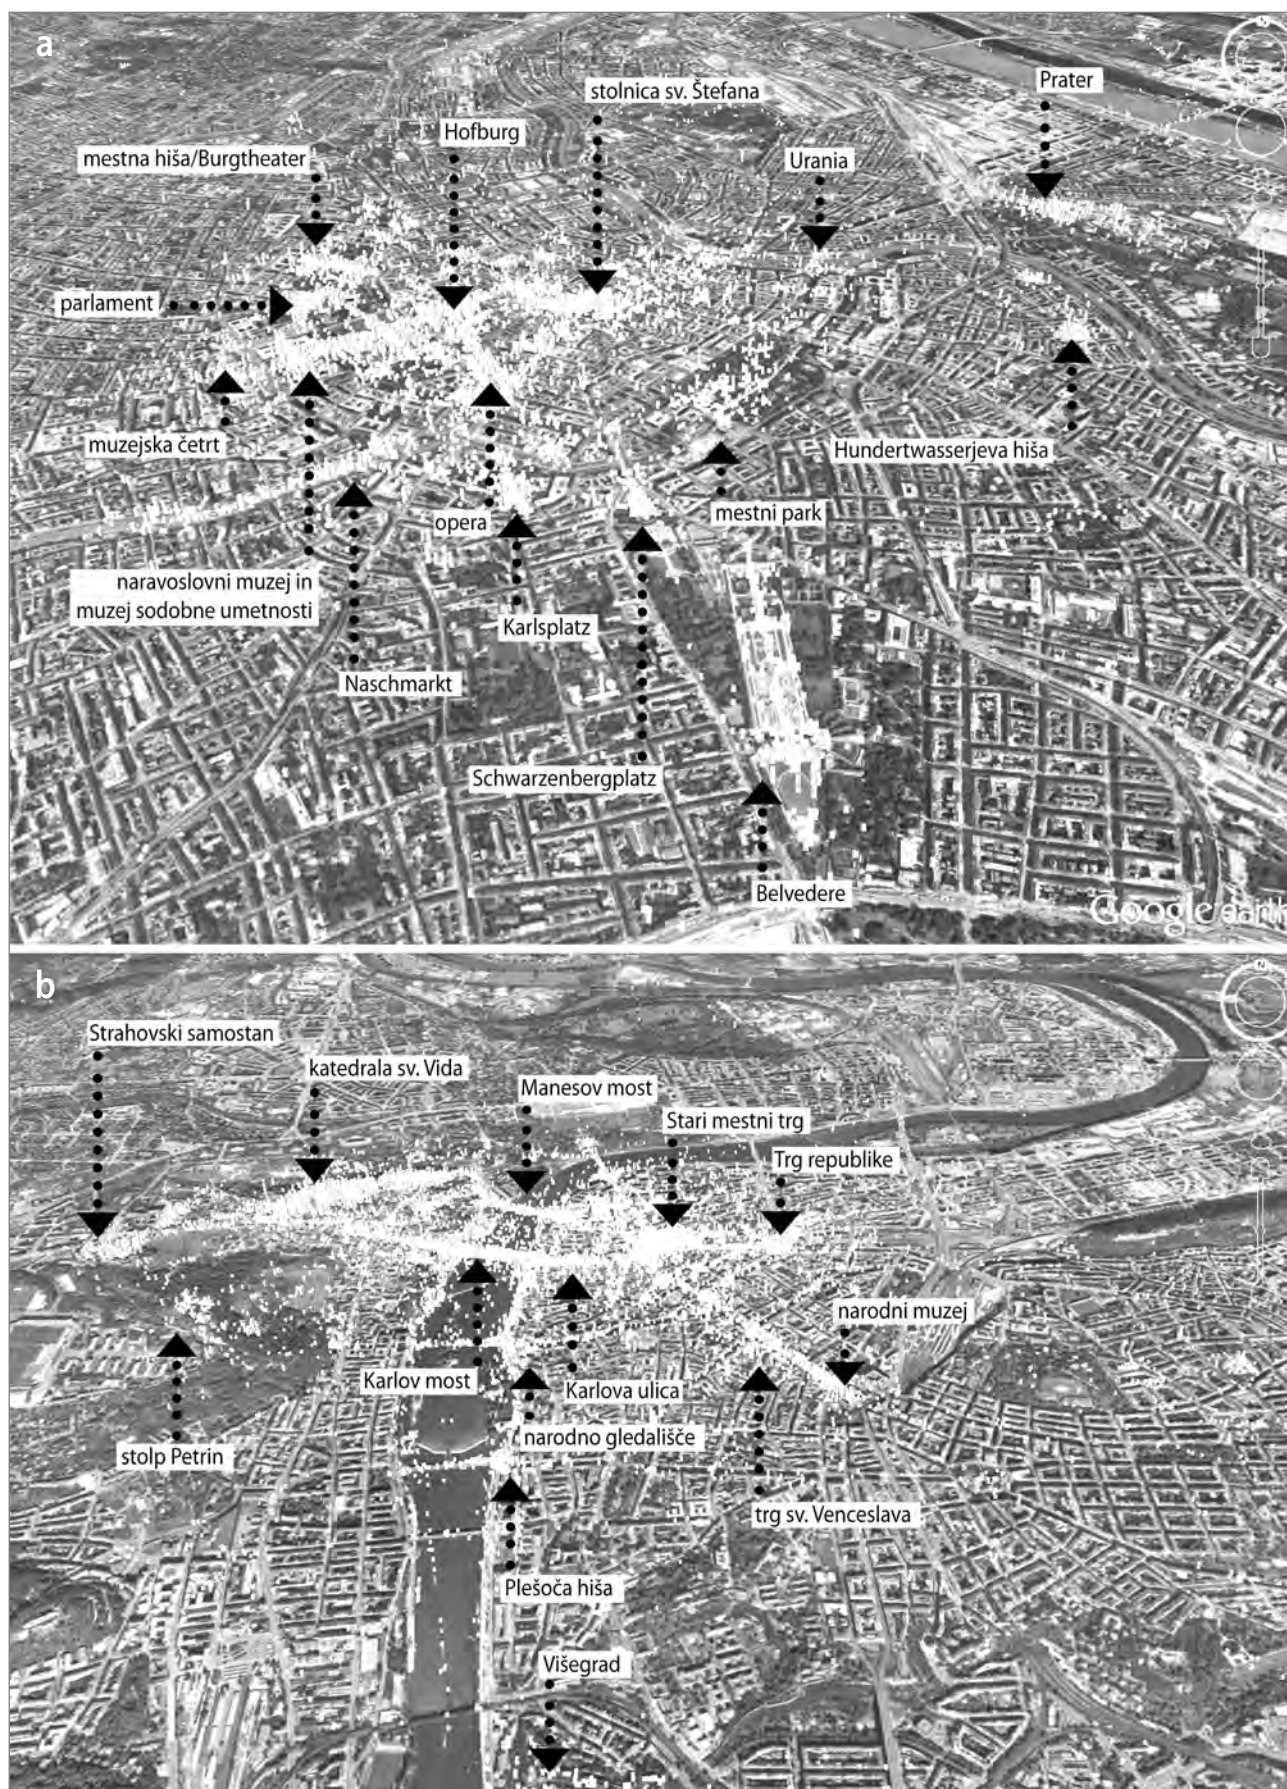 a
stolnica sv. Štefana
Prater
Hofburg
mestna hiša/Burgtheater
Urania
parlament
muzejska četrt
Hundertwasserjeva hiša
opera
mestni park
naravoslovni muzej in
muzej sodobne umetnosti
Karlsplatz
Naschmarkt
Schwarzenbergplatz
Belvedere
Google earth
b
Strahovski samostan
katedrala sv. Vida
Manesov most
Stari mestni trg
Trg republike
narodni muzej
Karlov most
Karlova ulica
narodno gledališče
stolp Petrin
trg sv. Venceslava
Plešoča hiša
Višegrad